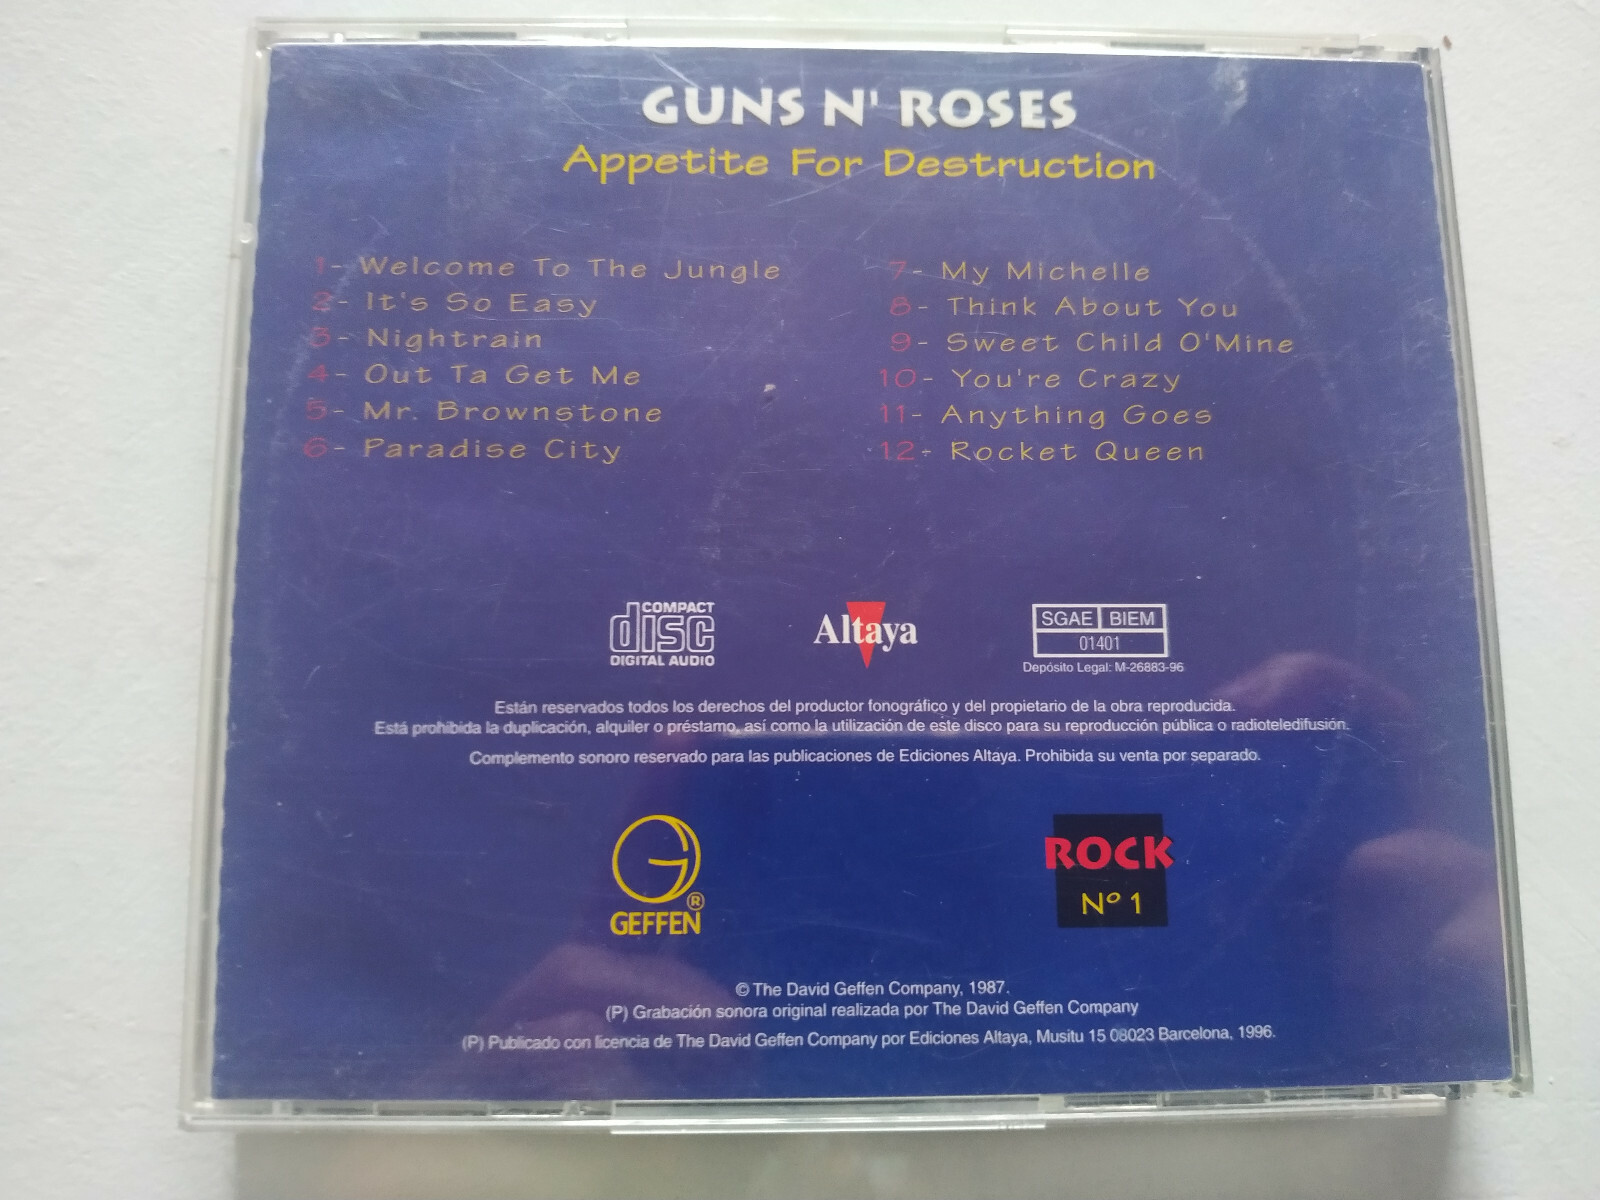 GUNS N' ROSES
Appetite For Destruction
1- Welcome To The Jungle
2- It's So Easy
3- Nightrain
4- Out Ta Get Me
5- Mr. Brownstone
6- Paradise City
7- My Michelle
8- Think About You
9- Sweet Child O'Mine
10- You're Crazy
11- Anything Goes
12- Rocket Queen
COMPACT
disc
DIGITAL AUDIO
Altaya
SGAE BIEM
01401
Depósito Legal: M-26883-96
Están reservados todos los derechos del productor fonográfico y del propietario de la obra reproducida.
Está prohibida la duplicación, alquiler o préstamo, así como la utilización de este disco para su reproducción pública o radioteledifusión.
Complemento sonoro reservado para las publicaciones de Ediciones Altaya. Prohibida su venta por separado.
GEFFEN®
ROCK
Nº 1
© The David Geffen Company, 1987.
(P) Grabación sonora original realizada por The David Geffen Company
(P) Publicado con licencia de The David Geffen Company por Ediciones Altaya, Musitu 15 08023 Barcelona, 1996.